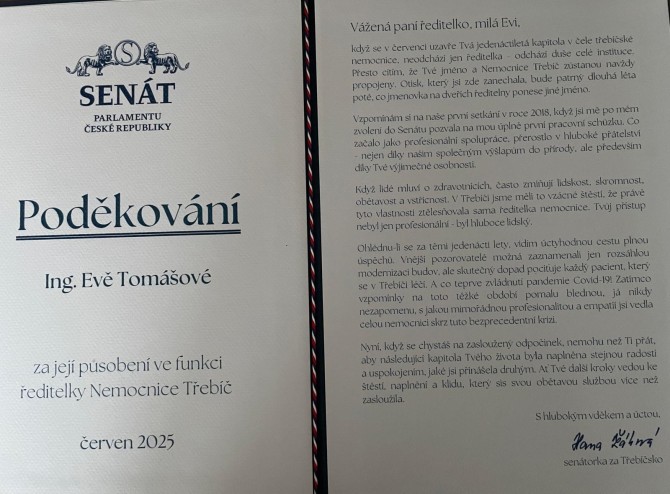 SENÁT
PARLAMENTU
ČESKÉ REPUBLIKY
Poděkování
Ing. Evě Tomášové
za její působení ve funkci
ředitelky Nemocnice Třebíč
červen 2025
Vážená paní ředitelko, milá Evi,
když se v červenci uzavře Tvá jedenáctiletá kapitola v čele třebíčské
nemocnice, neodchází jen ředitelka - odchází duše celé instituce.
Přesto cítím, že Tvé jméno a Nemocnice Třebíč zůstanou navždy
propojeny. Otisk, který jsi zde zanechala, bude patrný dlouhá léta
poté, co jmenovka na dveřích ředitelny ponese jiné jméno.
Vzpomínám si na naše první setkání v roce 2018, když jsi mě po mém
zvolení do Senátu pozvala na mou úplně první pracovní schůzku. Co
začalo jako profesionální spolupráce, přerostlo v hluboké přátelství
- nejen díky našim společným výšlapům do přírody, ale především
díky Tvé výjimečné osobnosti.
Když lidé mluví o zdravotnících, často zmiňují lidskost, skromnost,
obětavost a vstřícnost. V Třebíči jsme měli to vzácné štěstí, že právě
tyto vlastnosti ztělesňovala sama ředitelka nemocnice. Tvůj přístup
nebyl jen profesionální - byl hluboce lidský.
Ohlédnu-li se za těmi jedenácti lety, vidím úctyhodnou cestu plnou
úspěchů. Vnější pozorovatelé možná zaznamenali jen rozsáhlou
modernizaci budov, ale skutečný dopad pociťuje každý pacient, který
se v Třebíči léčí. A co teprve zvládnutí pandemie Covid-19! Zatímco
vzpomínky na toto těžké období pomalu blednou, já nikdy
nezapomenu, s jakou mimořádnou profesionalitou a empatií jsi vedla
celou nemocnici skrz tuto bezprecedentní krizi.
Nyní, když se chystáš na zasloužený odpočinek, nemohu než Ti přát,
aby následující kapitola Tvého života byla naplněna stejnou radostí
a uspokojením, jaké jsi přinášela druhým. Ať Tvé další kroky vedou ke
štěstí, naplnění a klidu, který sis svou obětavou službou více než
zasloužila.
S hlubokým vděkem a úctou,
Hana Žáková
senátorka za Třebíčsko